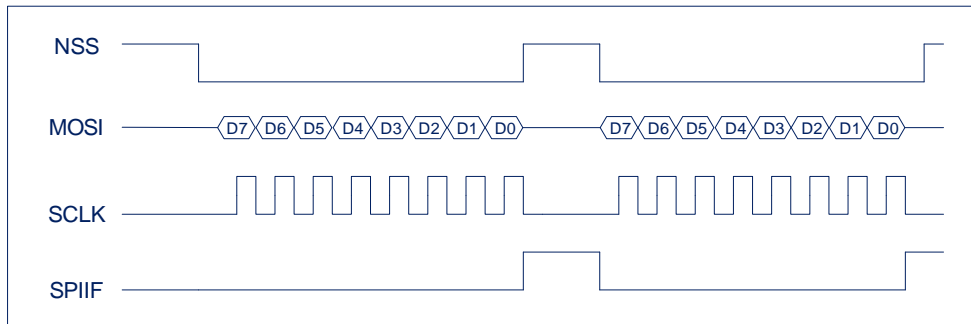 NSS
MOSI D7 D6 D5 D4 D3 D2 D1 D0 D7 D6 D5 D4 D3 D2 D1 D0
SCLK
SPIIF